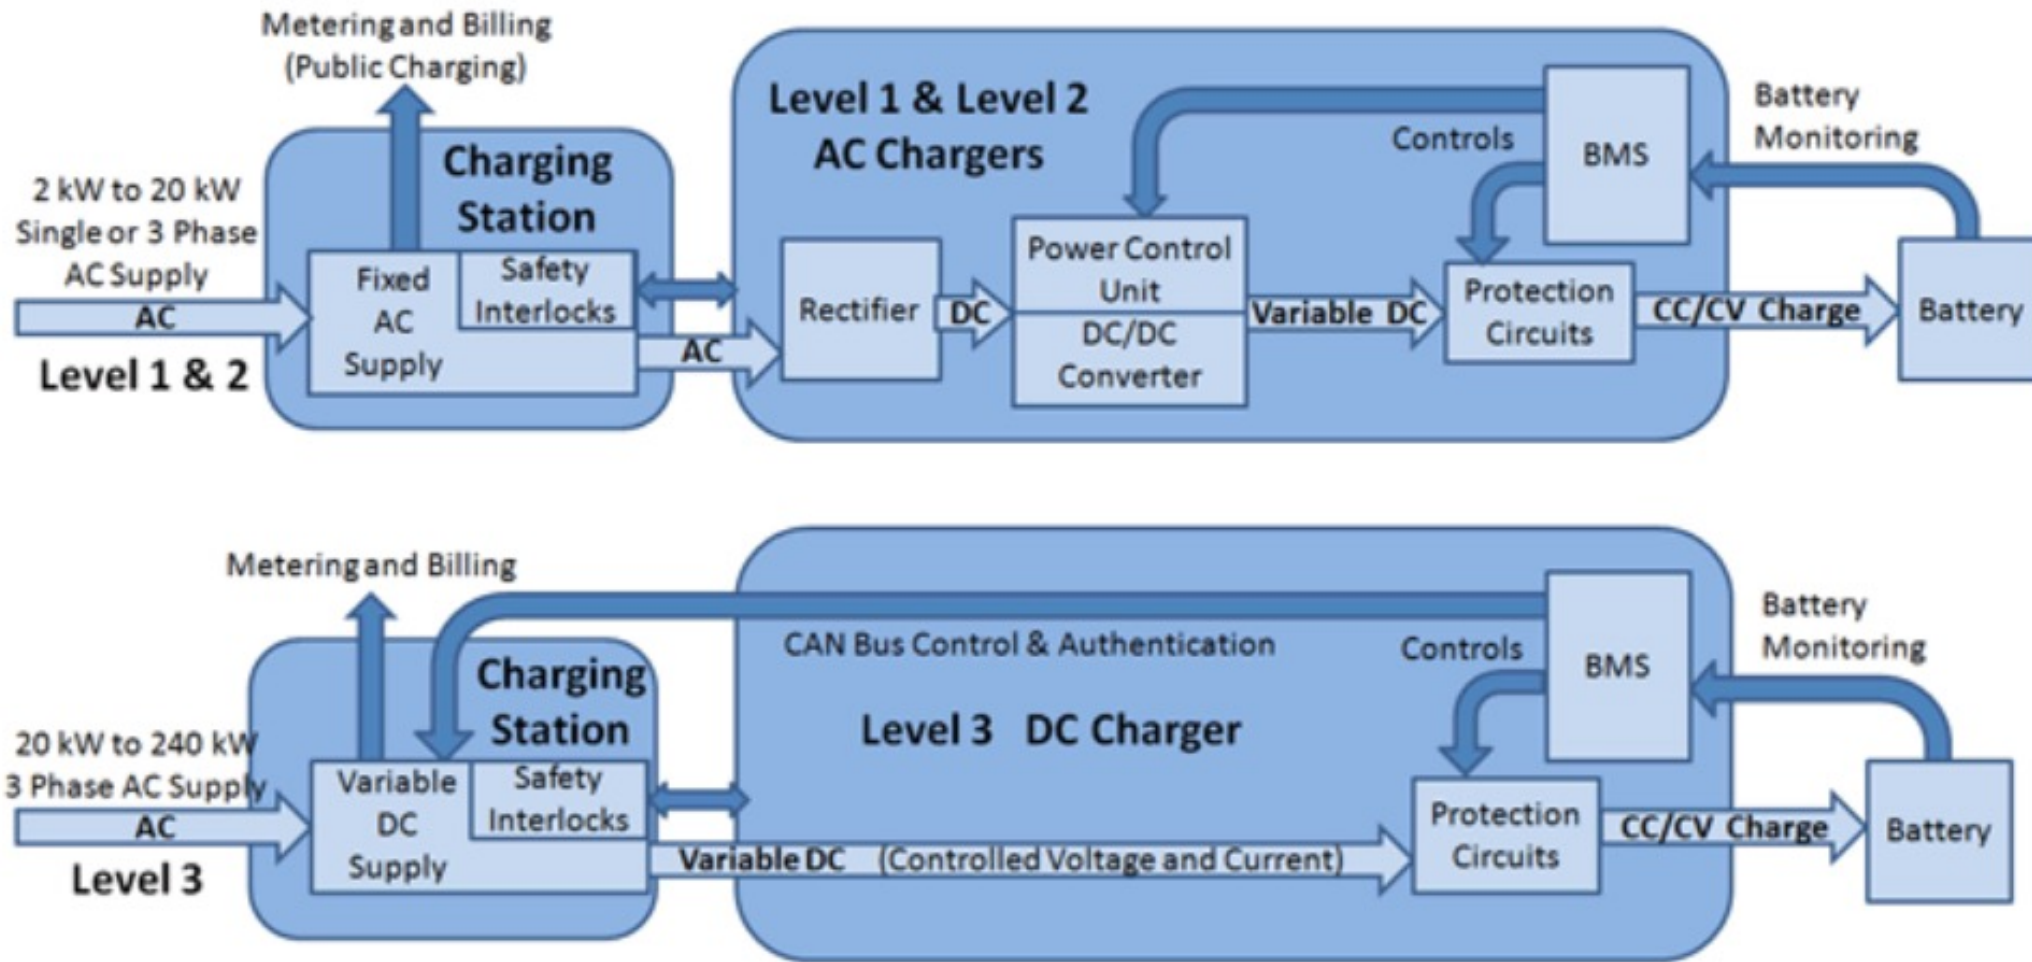 Metering and Billing
(Public Charging)
Charging
Station
2 kW to 20 kW
Single or 3 Phase
AC Supply
AC
Level 1 & 2
Fixed
AC
Supply
Safety
Interlocks
AC
Level 1 & Level 2
AC Chargers
Rectifier
DC
Power Control
Unit
DC/DC
Converter
Variable DC
Controls
BMS
Protection
Circuits
Battery
Monitoring
CC/CV Charge
Battery
Metering and Billing
Charging
Station
20 kW to 240 kW
3 Phase AC Supply
AC
Level 3
Variable
DC
Supply
Safety
Interlocks
CAN Bus Control & Authentication
Level 3 DC Charger
Variable DC (Controlled Voltage and Current)
Controls
BMS
Protection
Circuits
Battery
Monitoring
CC/CV Charge
Battery